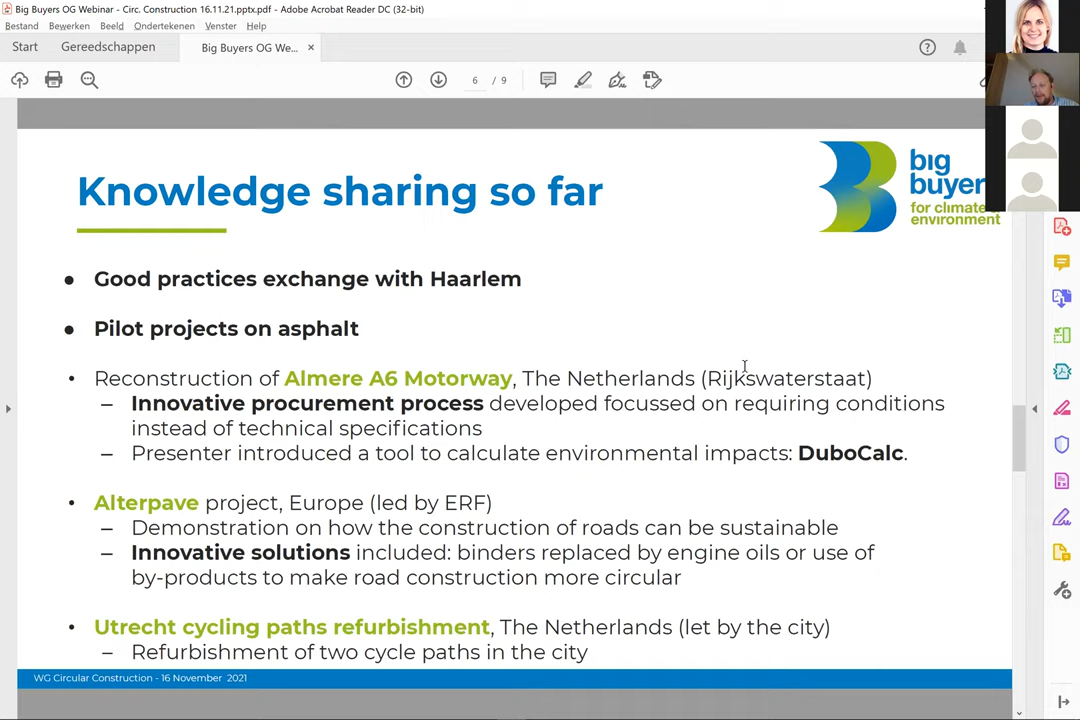 Big Buyers OG Webinar - Circ. Construction 16.11.21.pptx.pdf - Adobe Acrobat Reader DC (32-bit)
Bestand Bewerken Beeld Ondertekenen Venster Help
Start Gereedschappen Big Buyers OG We... ×
6 / 9
Knowledge sharing so far
big
buyer
for climate &
environment
● Good practices exchange with Haarlem
● Pilot projects on asphalt
• Reconstruction of Almere A6 Motorway, The Netherlands (Rijkswaterstaat)
– Innovative procurement process developed focussed on requiring conditions
instead of technical specifications
– Presenter introduced a tool to calculate environmental impacts: DuboCalc.
• Alterpave project, Europe (led by ERF)
– Demonstration on how the construction of roads can be sustainable
– Innovative solutions included: binders replaced by engine oils or use of
by-products to make road construction more circular
• Utrecht cycling paths refurbishment, The Netherlands (let by the city)
– Refurbishment of two cycle paths in the city
WG Circular Construction - 16 November 2021